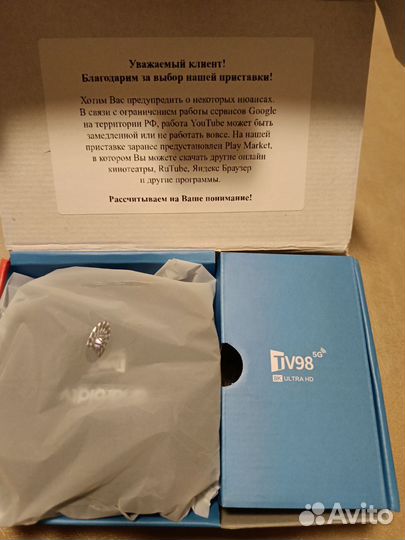 Уважаемый клиент!
Благодарим за выбор нашей приставки!
Хотим Вас предупредить о некоторых нюансах.
В связи с ограничением работы сервисов Google
на территории РФ, работа YouTube может быть
замедленной или не работать вовсе. На нашей
приставке заранее предустановлен Play Market,
в котором Вы можете скачать другие онлайн
кинотеатры, RuTube, Яндекс Браузер
и другие программы.
Рассчитываем на Ваше понимание!
TV98 5G
8K ULTRA HD
Avito